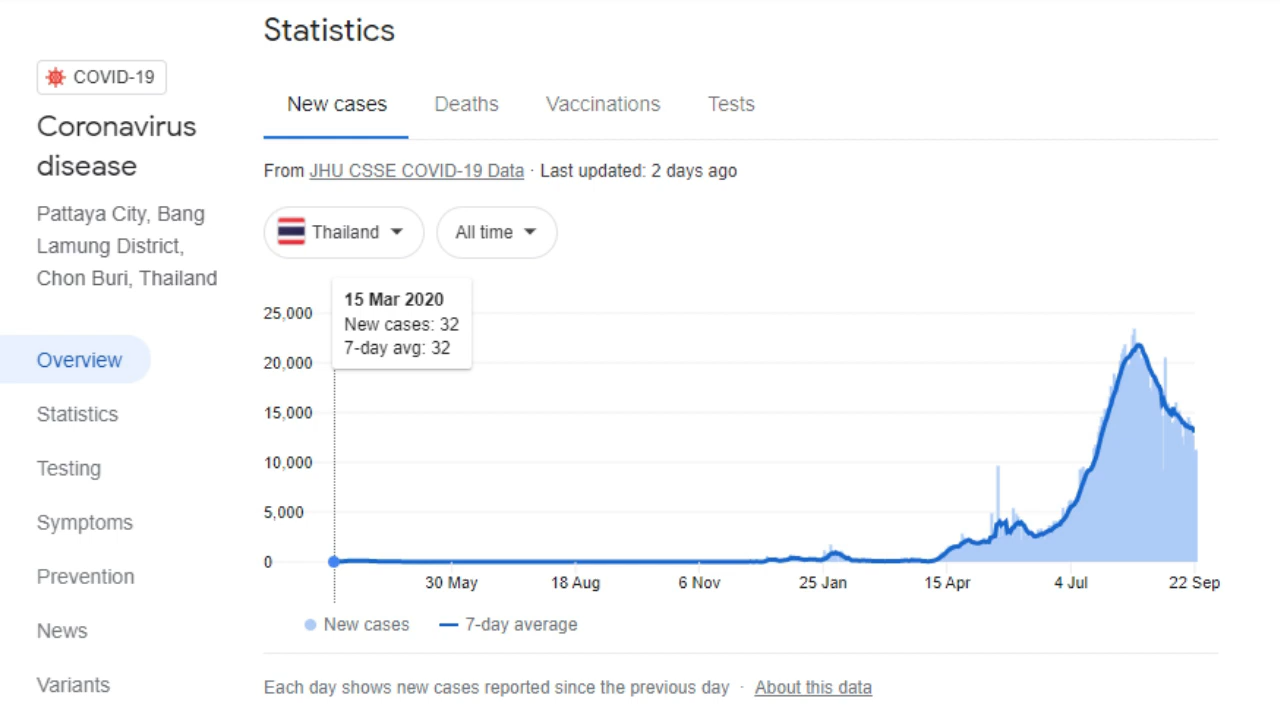 Statistics
COVID-19
Coronavirus
disease
Pattaya City, Bang
Lamung District,
Chon Buri, Thailand
Overview
Statistics
Testing
Symptoms
Prevention
News
Variants
New cases Deaths Vaccinations Tests
From JHU CSSE COVID-19 Data · Last updated: 2 days ago
Thailand All time
15 Mar 2020
New cases: 32
7-day avg: 32
25,000
20,000
15,000
10,000
5,000
0
30 May 18 Aug 6 Nov 25 Jan 15 Apr 4 Jul 22 Sep
New cases 7-day average
Each day shows new cases reported since the previous day · About this data